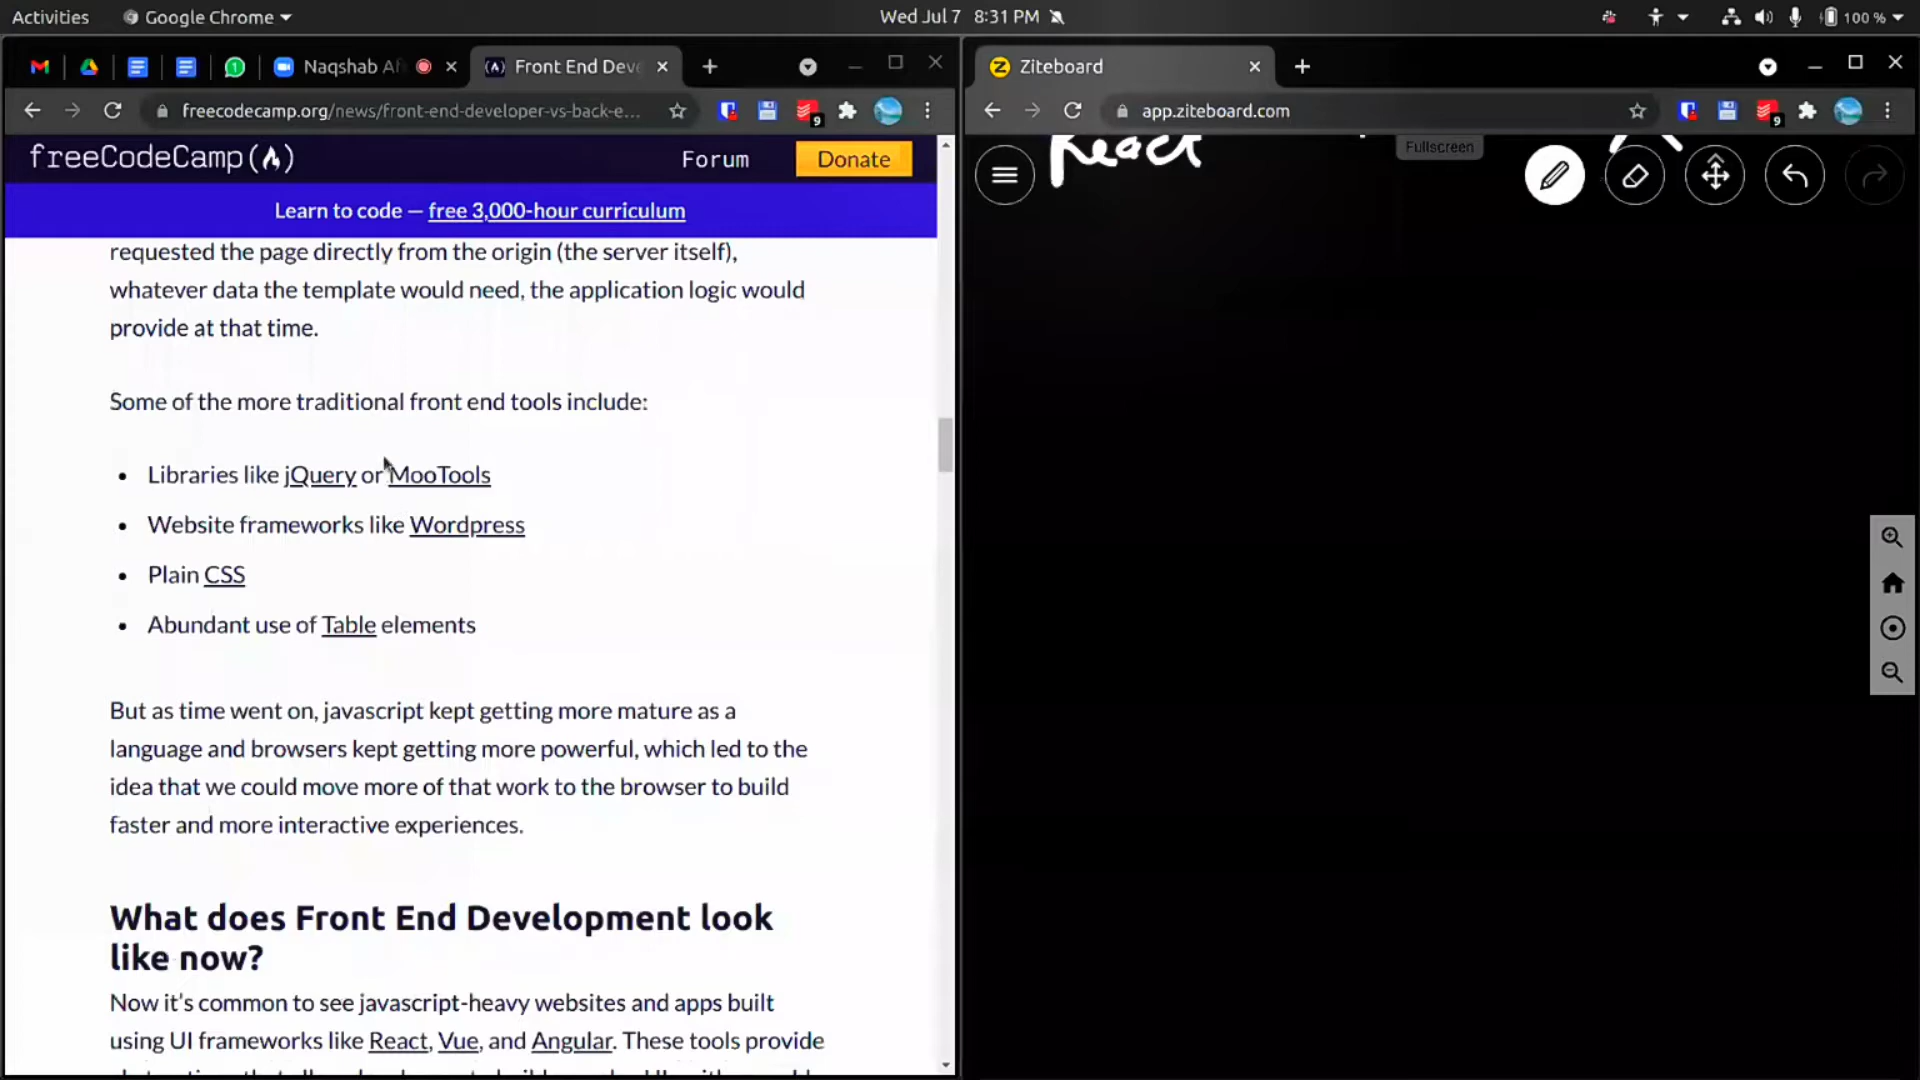 Activities
Google Chrome
Wed Jul 7 8:31 PM
100 %
Naqshab Af
Front End Deve
freecodecamp.org/news/front-end-developer-vs-back-e...
9
freeCodeCamp
Forum
Donate
Learn to code — free 3,000-hour curriculum
requested the page directly from the origin (the server itself),
whatever data the template would need, the application logic would
provide at that time.
Some of the more traditional front end tools include:
• Libraries like jQuery or MooTools
• Website frameworks like Wordpress
• Plain CSS
• Abundant use of Table elements
But as time went on, javascript kept getting more mature as a
language and browsers kept getting more powerful, which led to the
idea that we could move more of that work to the browser to build
faster and more interactive experiences.
What does Front End Development look
like now?
Now it's common to see javascript-heavy websites and apps built
using UI frameworks like React, Vue, and Angular. These tools provide
Ziteboard
app.ziteboard.com
9
React
Fullscreen